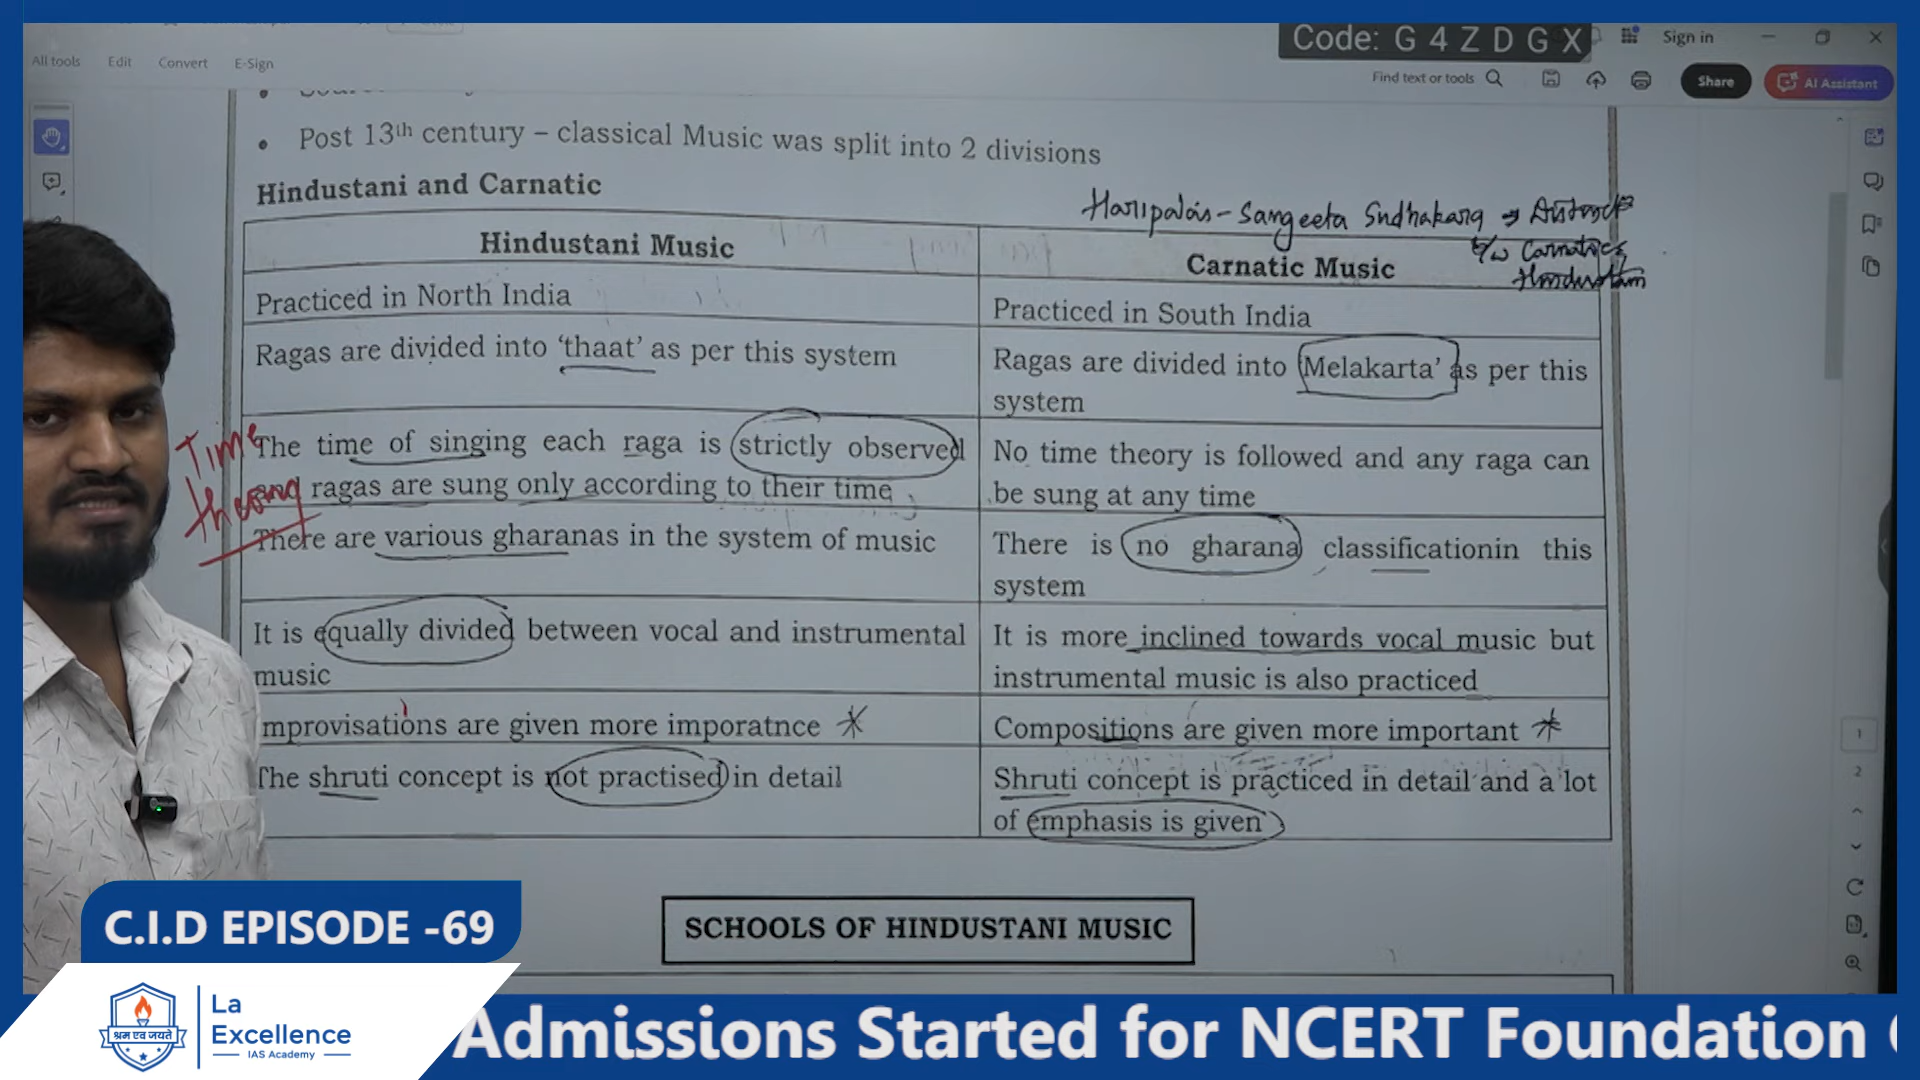 Code: G 4 Z D G X
Sign in
All tools Edit Convert E-Sign
Find text or tools
Share
AI Assistant
• Post 13th century – classical Music was split into 2 divisions
Hindustani and Carnatic
Haripala's - Sangeeta Sudhakara →
b/w Carnatic &
Hindustani
Hindustani Music
Carnatic Music
Practiced in North India
Practiced in South India
Ragas are divided into ‘thaat’ as per this system
Ragas are divided into Melakarta’ as per this
system
Time
theory
The time of singing each raga is strictly observed
and ragas are sung only according to their time
No time theory is followed and any raga can
be sung at any time
There are various gharanas in the system of music
There is no gharana classificationin this
system
It is equally divided between vocal and instrumental
music
It is more inclined towards vocal music but
instrumental music is also practiced
mprovisations are given more imporatnce *
Compositions are given more important *
The shruti concept is not practised in detail
Shruti concept is practiced in detail and a lot
of emphasis is given
SCHOOLS OF HINDUSTANI MUSIC
1
2
C.I.D EPISODE -69
श्रम एव जयते
La
Excellence
IAS Academy
Admissions Started for NCERT Foundation